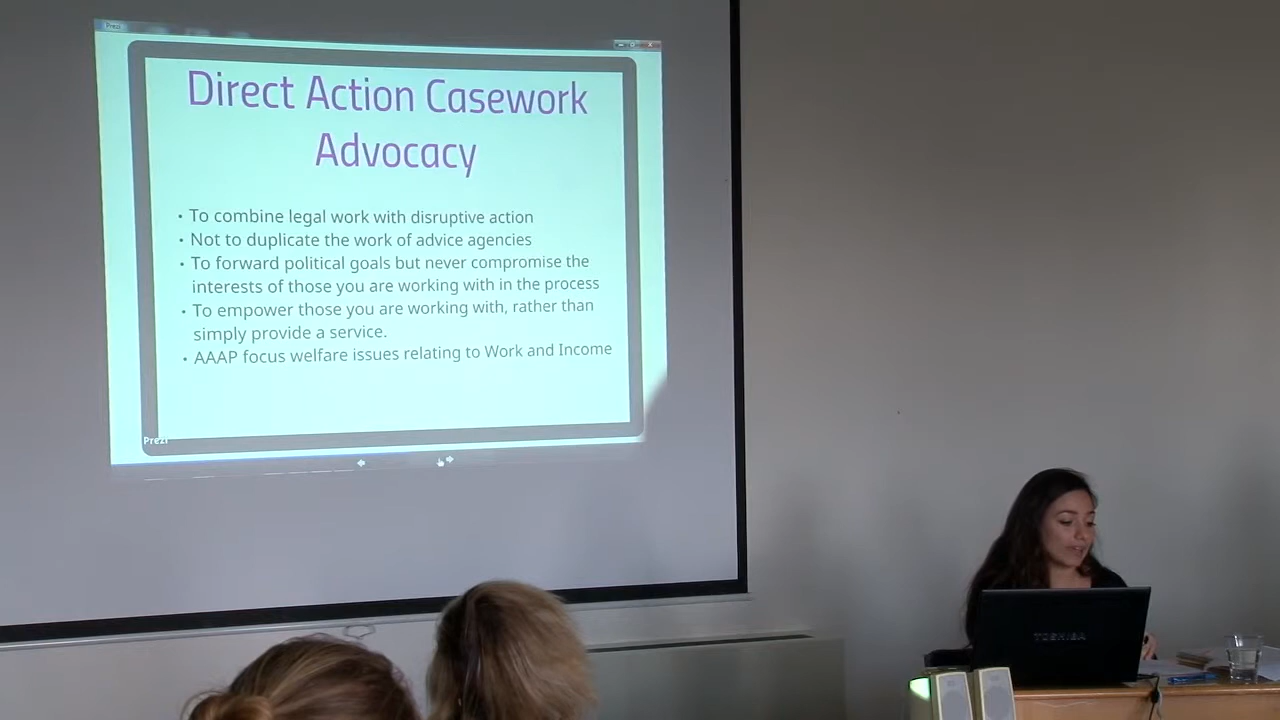 Prezi
Direct Action Casework
Advocacy
• To combine legal work with disruptive action
• Not to duplicate the work of advice agencies
• To forward political goals but never compromise the
interests of those you are working with in the process
• To empower those you are working with, rather than
simply provide a service.
• AAAP focus welfare issues relating to Work and Income
Prezi
TOSHIBA